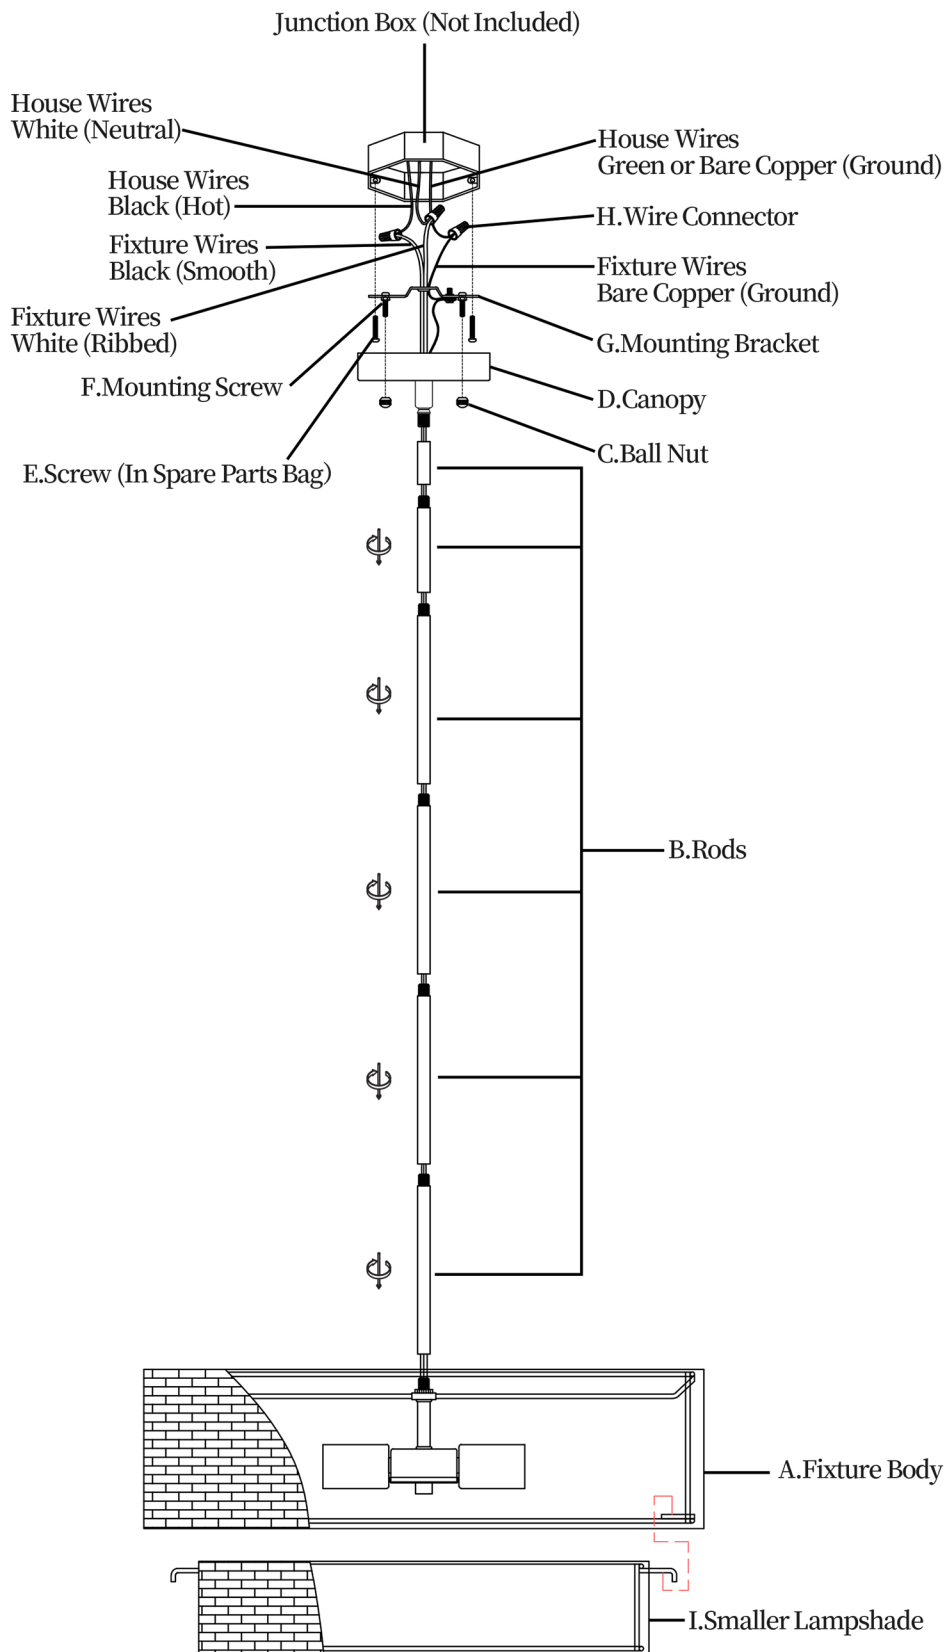 Junction Box (Not Included)
House Wires
White (Neutral)
House Wires
Green or Bare Copper (Ground)
House Wires
Black (Hot)
H.Wire Connector
Fixture Wires
Black (Smooth)
Fixture Wires
Bare Copper (Ground)
Fixture Wires
White (Ribbed)
G.Mounting Bracket
F.Mounting Screw
D.Canopy
C.Ball Nut
E.Screw (In Spare Parts Bag)
B.Rods
A.Fixture Body
I.Smaller Lampshade